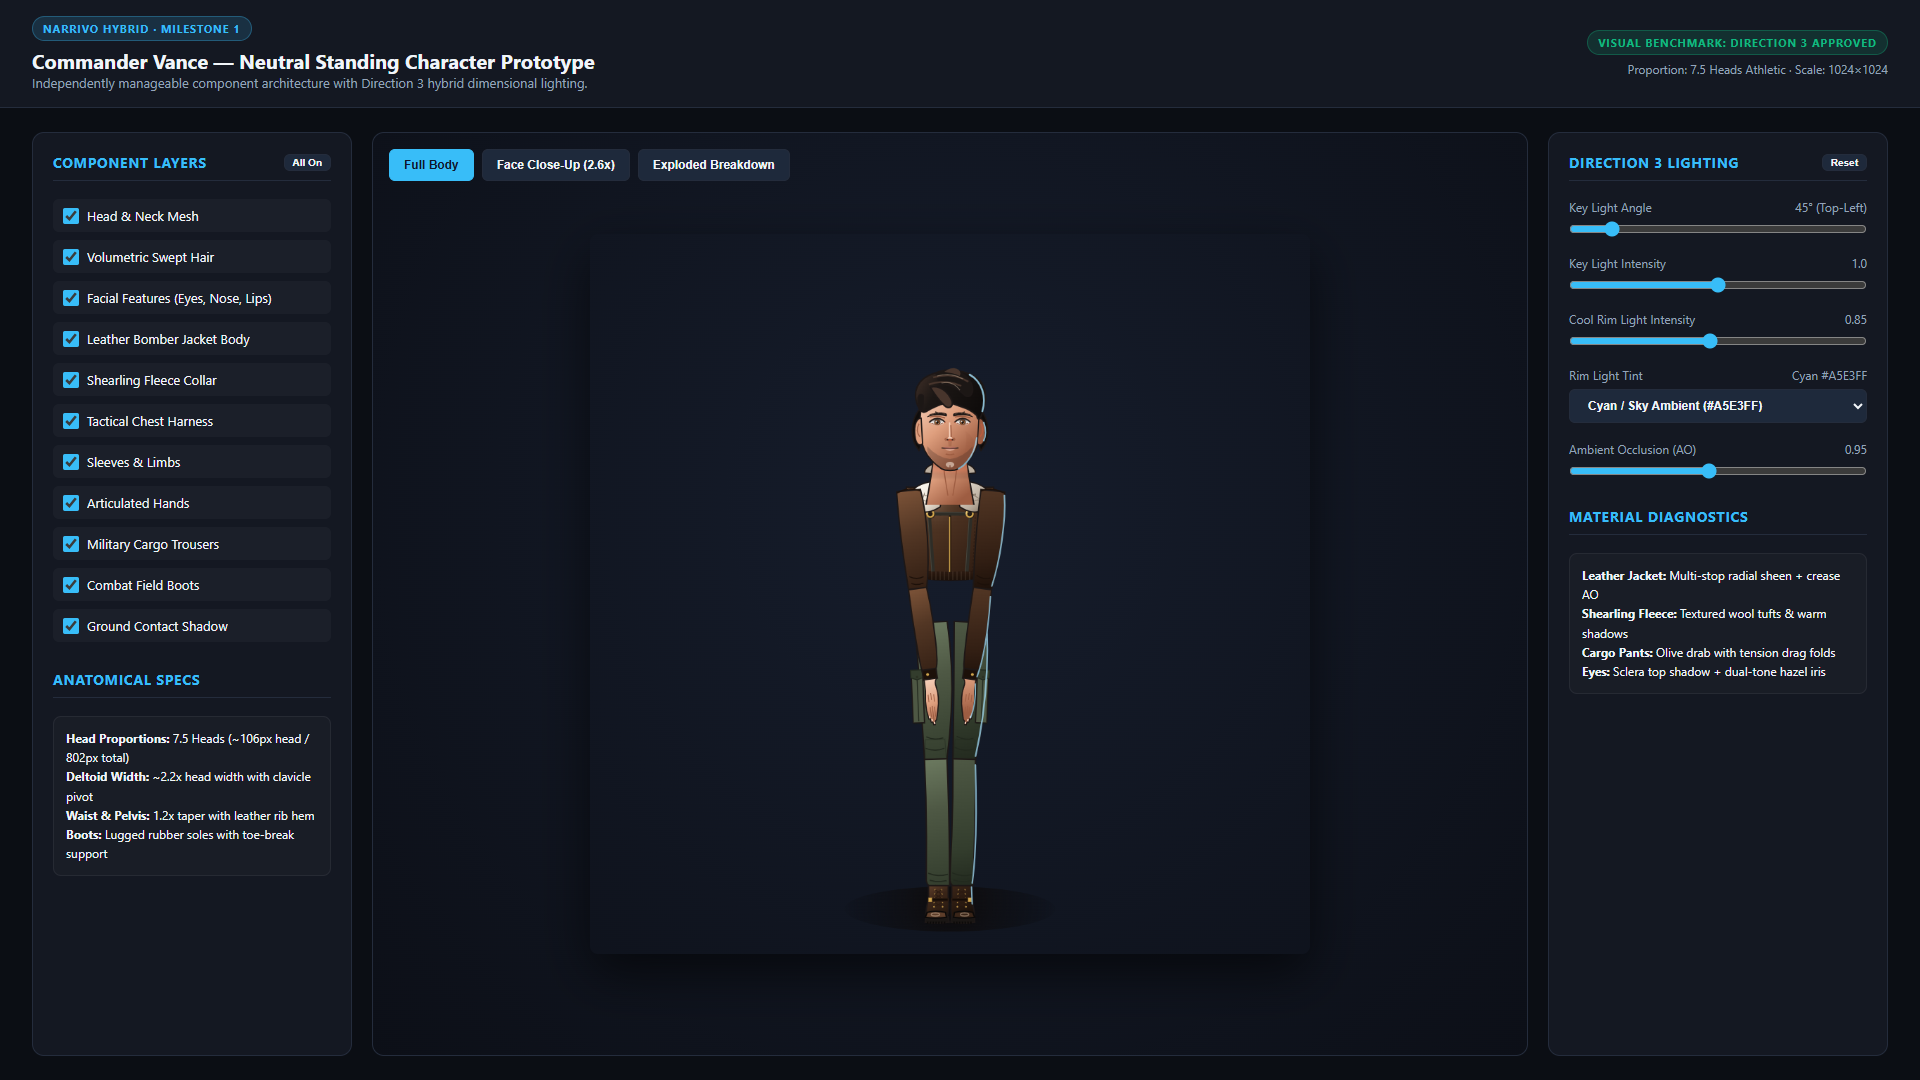 NARRIVO HYBRID · MILESTONE 1
Commander Vance — Neutral Standing Character Prototype
Independently manageable component architecture with Direction 3 hybrid dimensional lighting.
VISUAL BENCHMARK: DIRECTION 3 APPROVED
Proportion: 7.5 Heads Athletic · Scale: 1024×1024
COMPONENT LAYERS
All On
Head & Neck Mesh
Volumetric Swept Hair
Facial Features (Eyes, Nose, Lips)
Leather Bomber Jacket Body
Shearling Fleece Collar
Tactical Chest Harness
Sleeves & Limbs
Articulated Hands
Military Cargo Trousers
Combat Field Boots
Ground Contact Shadow
ANATOMICAL SPECS
Head Proportions: 7.5 Heads (~106px head /
802px total)
Deltoid Width: ~2.2x head width with clavicle
pivot
Waist & Pelvis: 1.2x taper with leather rib hem
Boots: Lugged rubber soles with toe-break
support
Full Body
Face Close-Up (2.6x)
Exploded Breakdown
DIRECTION 3 LIGHTING
Reset
Key Light Angle
45° (Top-Left)
Key Light Intensity
1.0
Cool Rim Light Intensity
0.85
Rim Light Tint
Cyan #A5E3FF
Cyan / Sky Ambient (#A5E3FF)
Ambient Occlusion (AO)
0.95
MATERIAL DIAGNOSTICS
Leather Jacket: Multi-stop radial sheen + crease
AO
Shearling Fleece: Textured wool tufts & warm
shadows
Cargo Pants: Olive drab with tension drag folds
Eyes: Sclera top shadow + dual-tone hazel iris